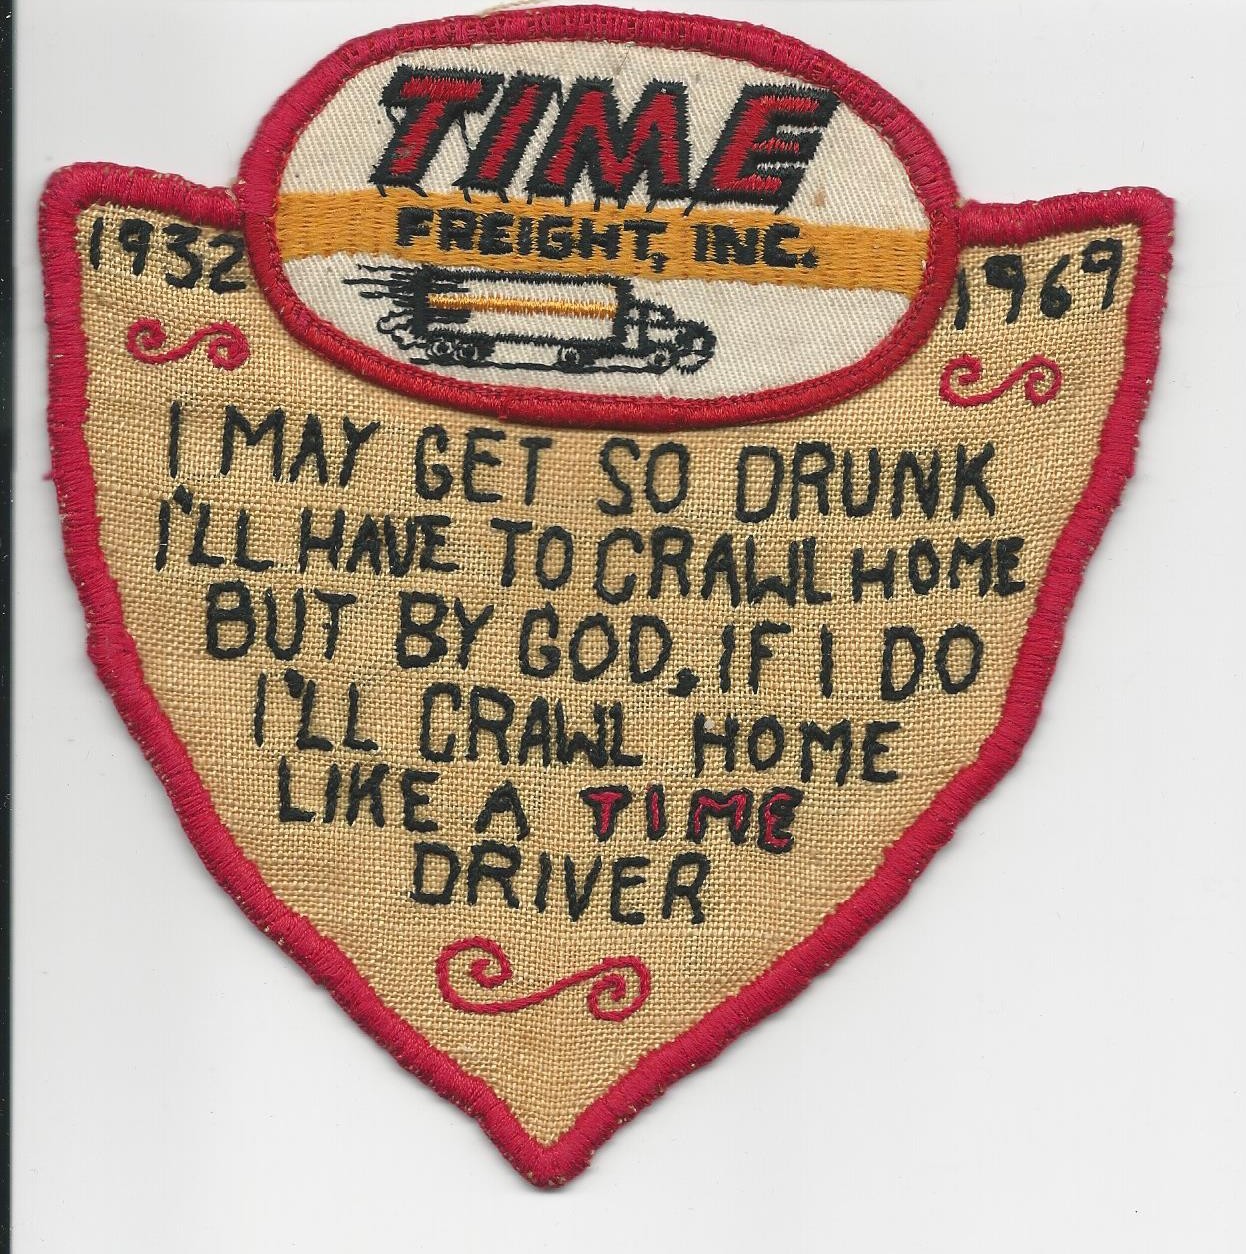 TIME
FREIGHT, INC.
1932
1969
I MAY GET SO DRUNK
I'LL HAVE TO CRAWL HOME
BUT BY GOD, IF I DO
I'LL CRAWL HOME
LIKE A TIME
DRIVER